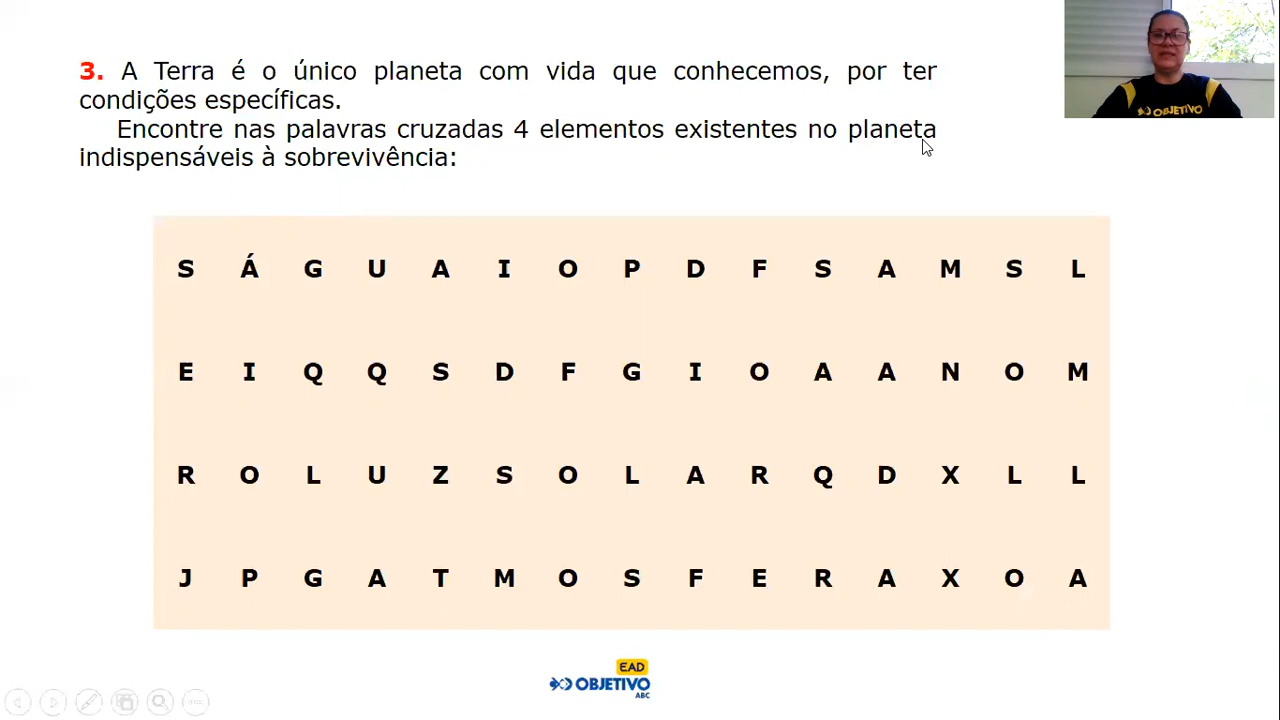 3. A Terra é o único planeta com vida que conhecemos, por ter
condições específicas.
Encontre nas palavras cruzadas 4 elementos existentes no planeta
indispensáveis à sobrevivência:
S Á G U A I O P D F S A M S L
E I Q Q S D F G I O A A N O M
R O L U Z S O L A R Q D X L L
J P G A T M O S F E R A X O A
OBJETIVO
EAD
OBJETIVO
ABC